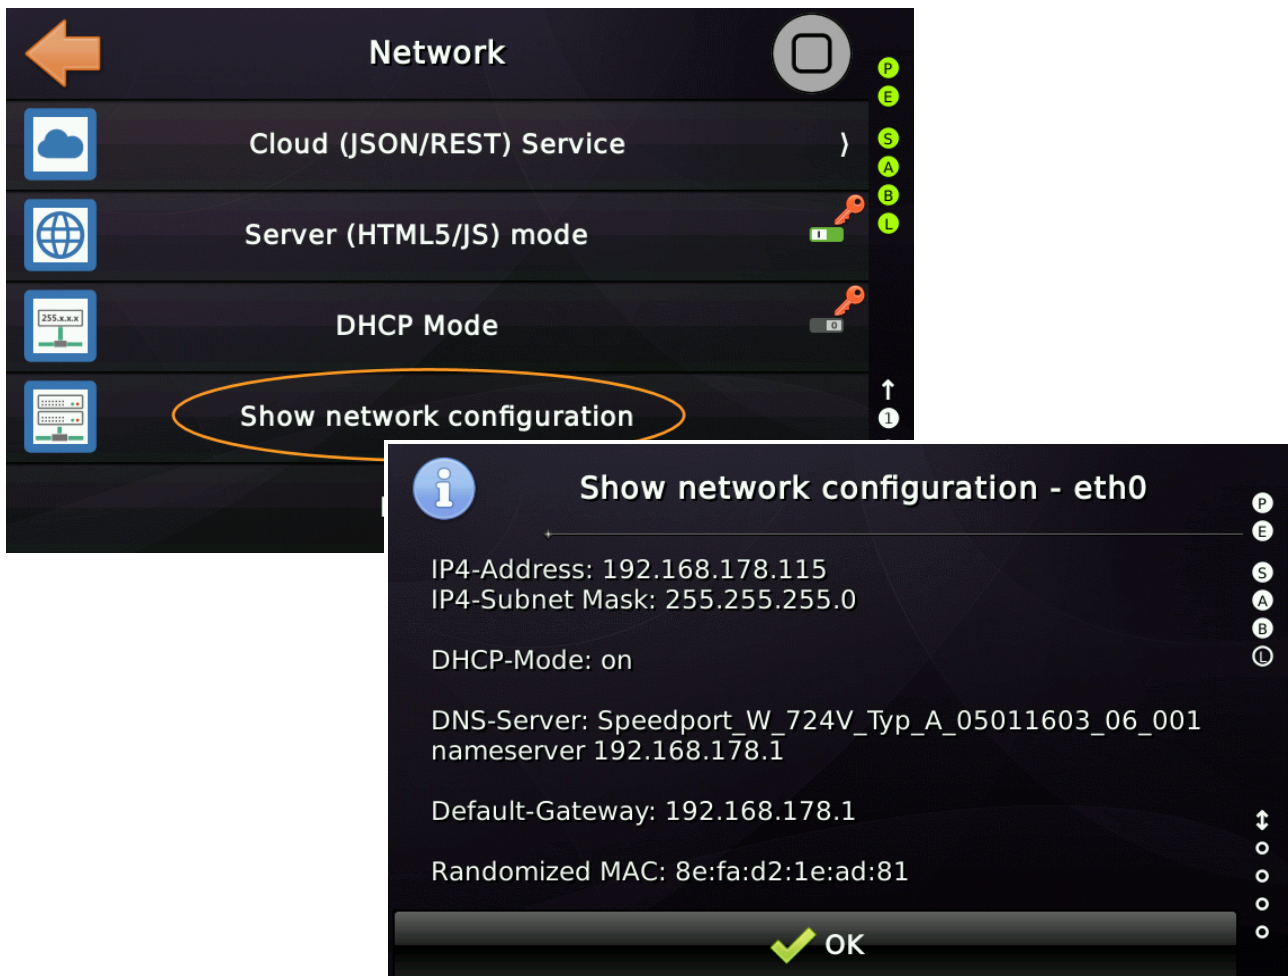 Network
P
E
Cloud (JSON/REST) Service
S
A
B
Server (HTML5/JS) mode
L
255.x.x.x
DHCP Mode
Show network configuration
1
Show network configuration - eth0
P
E
IP4-Address: 192.168.178.115
IP4-Subnet Mask: 255.255.255.0
S
A
B
L
DHCP-Mode: on
DNS-Server: Speedport_W_724V_Typ_A_05011603_06_001
nameserver 192.168.178.1
Default-Gateway: 192.168.178.1
Randomized MAC: 8e:fa:d2:1e:ad:81
OK